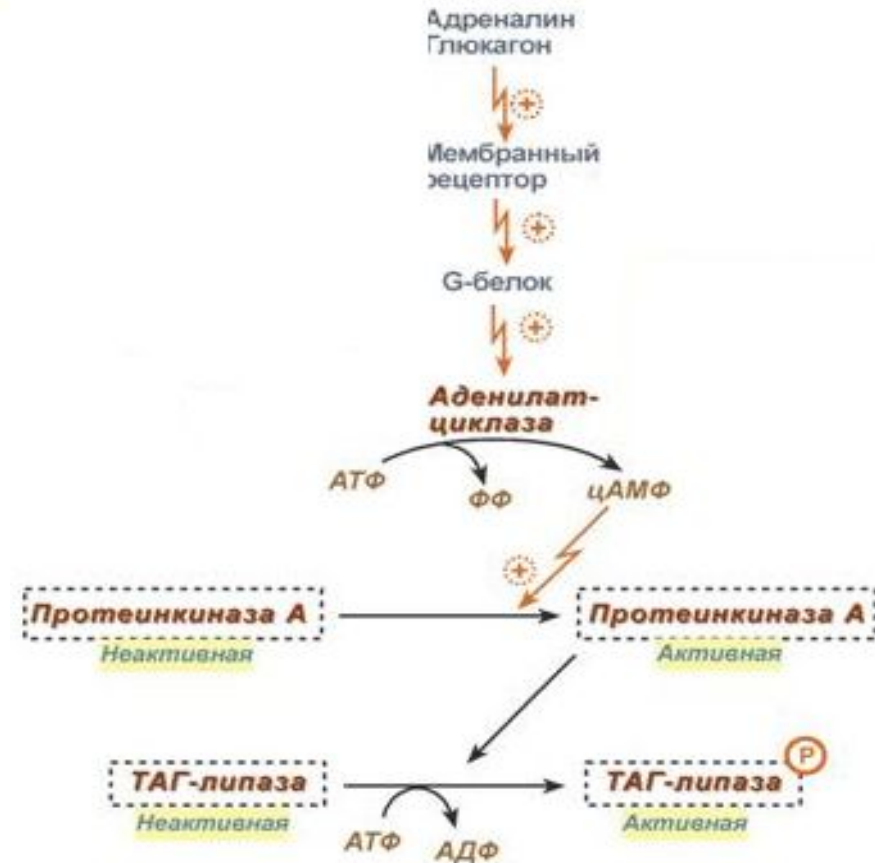 Адреналин
Глюкагон
Мембранный
рецептор
G-белок
Аденилат-
циклаза
АТФ
ФФ
цАМФ
Протеинкиназа А
Протеинкиназа А
Неактивная
Активная
ТАГ-липаза
ТАГ-липаза
P
Неактивная
Активная
АТФ
АДФ